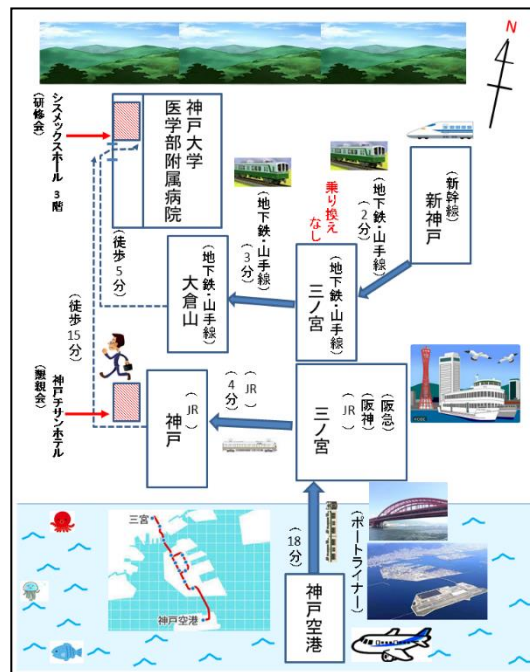 N
シスメックスホール 3階
(研修会)
神戸大学
医学部附属病院
(新幹線)
新神戸
(地下鉄・山手線)
(2分)
乗り換え
なし
(地下鉄・山手線)
三ノ宮
(地下鉄・山手線)
(3分)
(地下鉄・山手線)
大倉山
(徒歩5分)
(徒歩15分)
神戸チサンホテル
(懇親会)
(JR)
神戸
(JR)
4分)
(阪急)
(阪神)
(JR)
三ノ宮
(ポートライナー)
(18分)
神戸空港
三宮
神戸空港